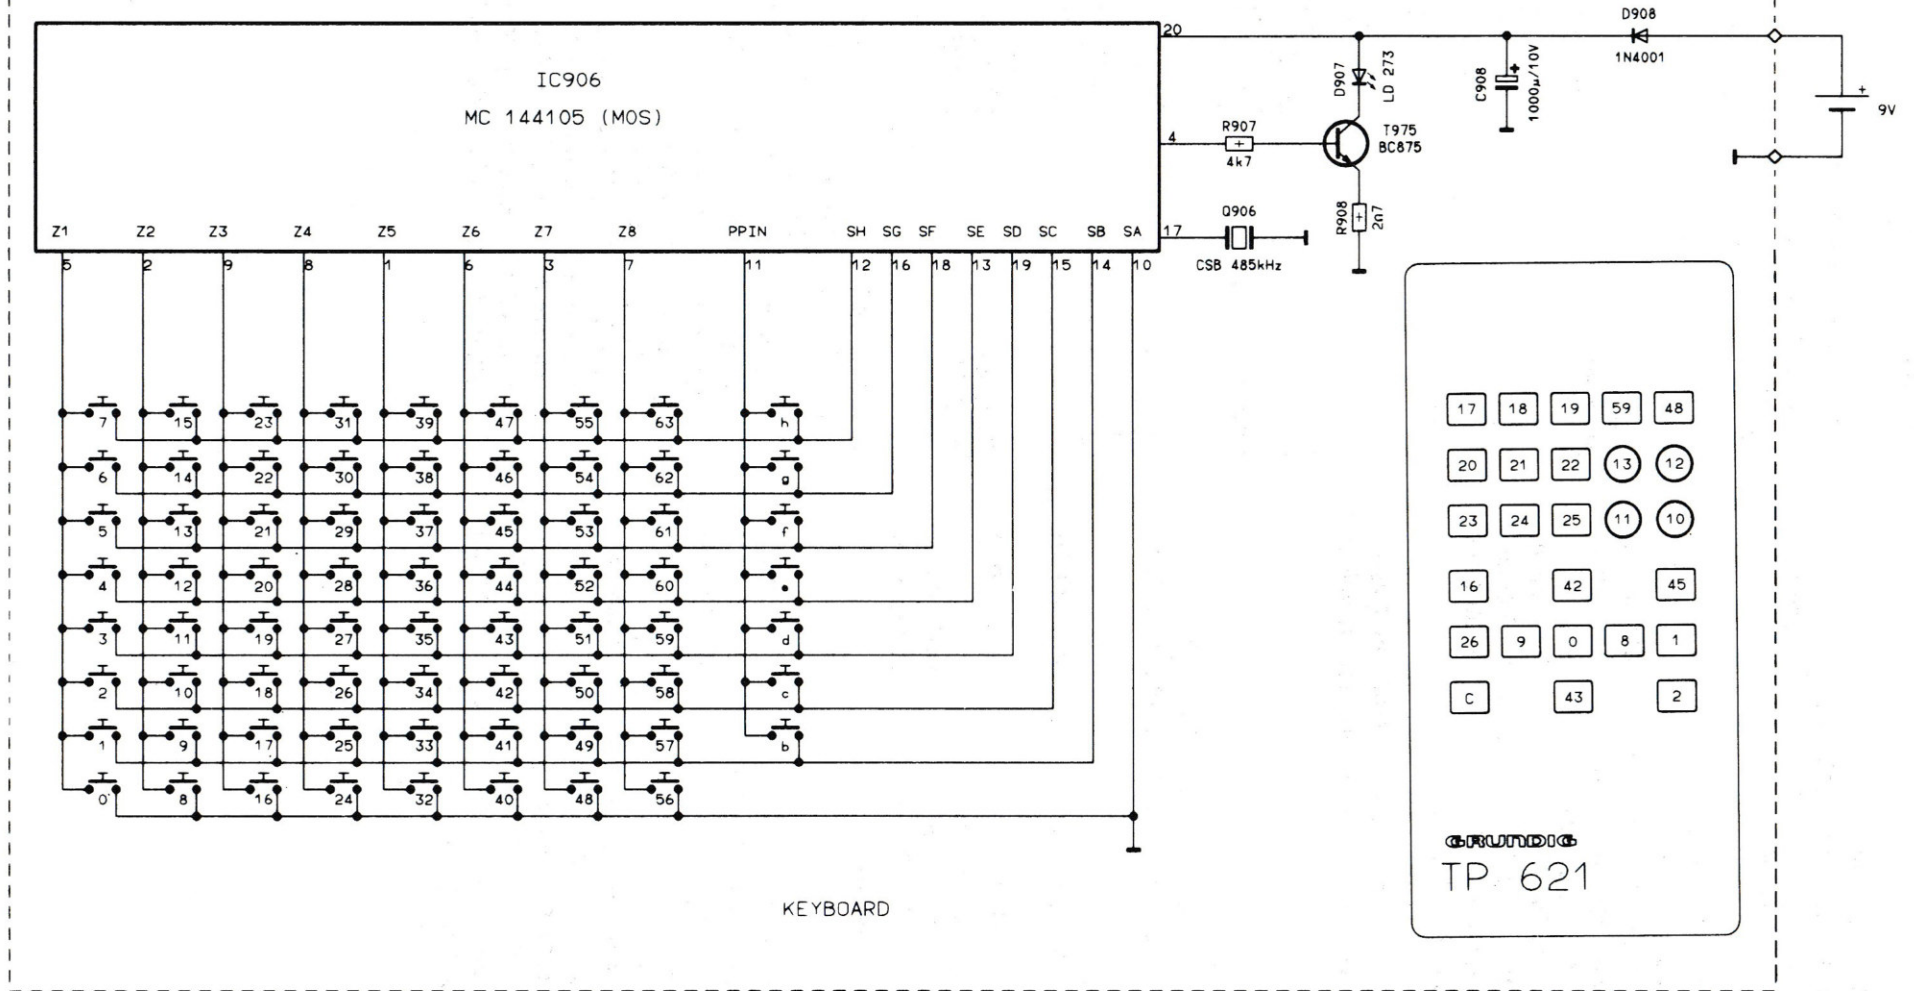 D908
20
1N4001
IC906
MC 144105 (MOS)
D907
LD 273
C908
+
1000µ/10V
+
9V
4
R907
4k7
T975
BC875
R908
2Ω7
Z1 Z2 Z3 Z4 Z5 Z6 Z7 Z8 PPIN SH SG SF SE SD SC SB SA
17
Q906
CSB 485kHz
5 2 9 8 1 6 3 7 11 12 16 18 13 19 15 14 10
7 15 23 31 39 47 55 63 h
6 14 22 30 38 46 54 62 g
5 13 21 29 37 45 53 61 f
4 12 20 28 36 44 52 60 e
3 11 19 27 35 43 51 59 d
2 10 18 26 34 42 50 58 c
1 9 17 25 33 41 49 57 b
0 8 16 24 32 40 48 56
KEYBOARD
17 18 19 59 48
20 21 22 13 12
23 24 25 11 10
16 42 45
26 9 0 8 1
C 43 2
GRUNDIG
TP 621